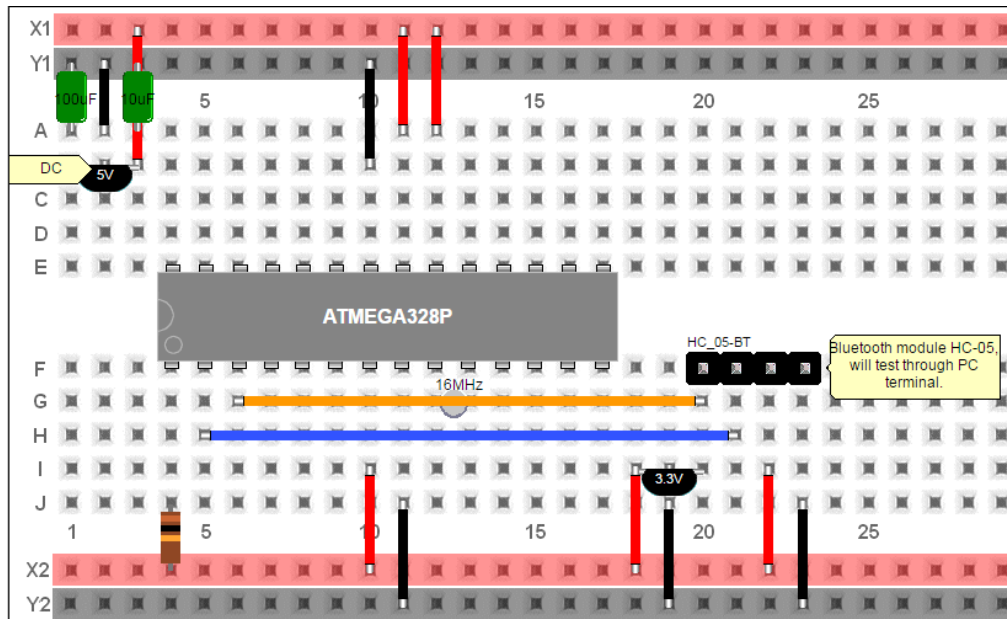 X1
Y1
100uF
10uF
5
10
15
20
25
A
DC
5V
C
D
E
ATMEGA328P
HC_05-BT
Bluetooth module HC-05,
will test through PC
terminal.
F
16MHz
G
H
I
3.3V
J
1
5
10
15
20
25
X2
Y2